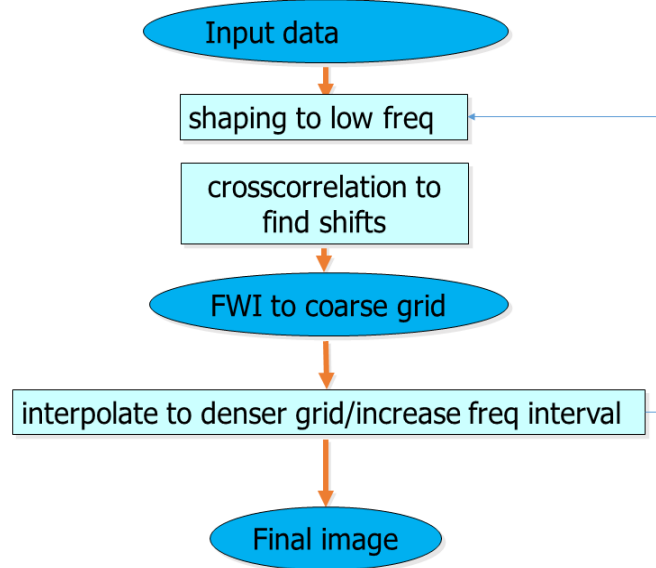 Input data
shaping to low freq
crosscorrelation to
find shifts
FWI to coarse grid
interpolate to denser grid/increase freq interval
Final image